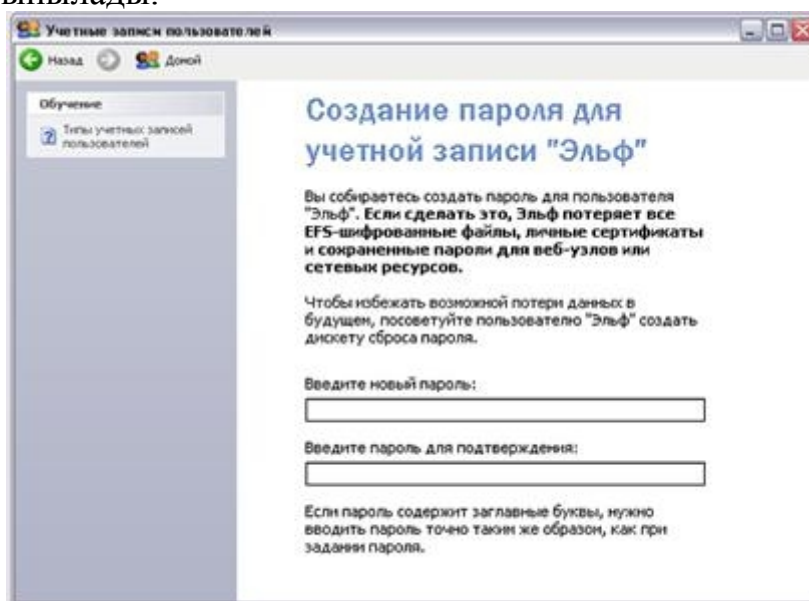 Учетные записи пользователей
Назад Домой
Обучение
Типы учетных записей
пользователей
Создание пароля для
учетной записи "Эльф"
Вы собираетесь создать пароль для пользователя
"Эльф". Если сделать это, Эльф потеряет все
EFS-шифрованные файлы, личные сертификаты
и сохраненные пароли для веб-узлов или
сетевых ресурсов.
Чтобы избежать возможной потери данных в
будущем, посоветуйте пользователю "Эльф" создать
дискету сброса пароля.
Введите новый пароль:
Введите пароль для подтверждения:
Если пароль содержит заглавные буквы, нужно
вводить пароль точно таким же образом, как при
задании пароля.